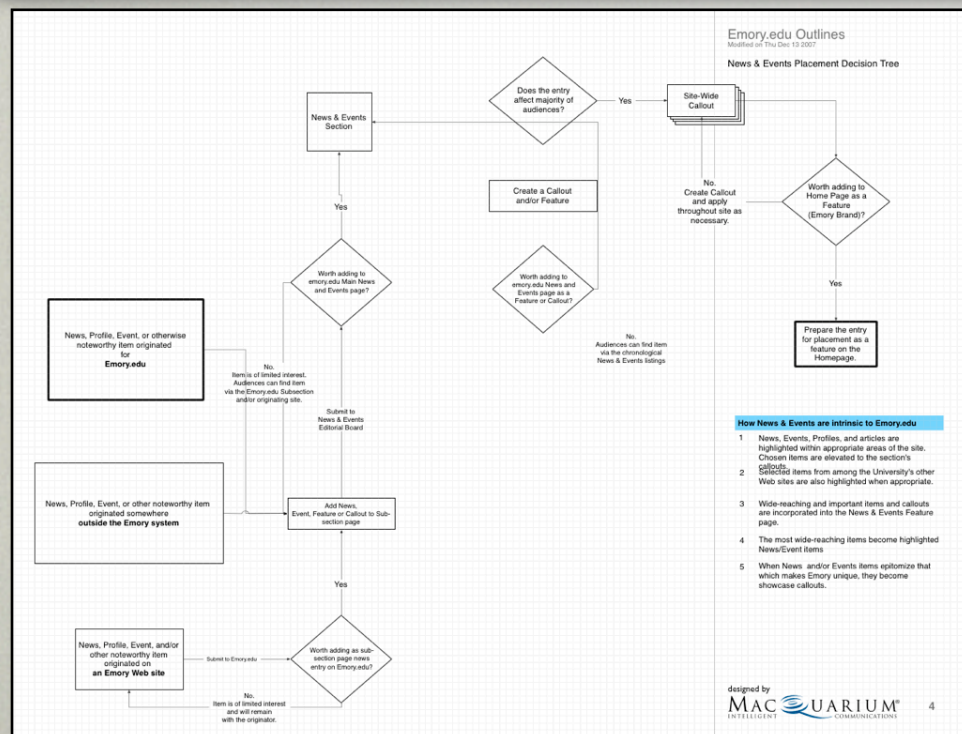 Emory.edu Outlines
Modified on Thu Dec 13 2007
News & Events Placement Decision Tree
Does the entry
affect majority of
audiences?
Yes
Site-Wide
Callout
News & Events
Section
Create a Callout
and/or Feature
No.
Create Callout
and apply
throughout site as
necessary.
Worth adding to
Home Page as a
Feature
(Emory Brand)?
Yes
Worth adding to
emory.edu Main News
and Events page?
Worth adding to
emory.edu News and
Events page as a
Feature or Callout?
Yes
News, Profile, Event, or otherwise
noteworthy item originated
for
Emory.edu
No.
Item is of limited interest.
Audiences can find item
via the Emory.edu Subsection
and/or originating site.
No.
Audiences can find item
via the chronological
News & Events listings
Prepare the entry
for placement as a
feature on the
Homepage.
Submit to
News & Events
Editorial Board
How News & Events are intrinsic to Emory.edu
1 News, Events, Profiles, and articles are
highlighted within appropriate areas of the site.
Chosen items are elevated to the section's
callouts.
2 Selected items from among the University's other
Web sites are also highlighted when appropriate.
3 Wide-reaching and important items and callouts
are incorporated into the News & Events Feature
page.
4 The most wide-reaching items become highlighted
News/Event items
5 When News and/or Events items epitomize that
which makes Emory unique, they become
showcase callouts.
News, Profile, Event, or other noteworthy item
originated somewhere
outside the Emory system
Add News,
Event, Feature or Callout to Sub-
section page
Yes
News, Profile, Event, and/or
other noteworthy item
originated on
an Emory Web site
Submit to Emory.edu
Worth adding as sub-
section page news
entry on Emory.edu?
No.
Item is of limited interest
and will remain
with the originator.
designed by
MACQUARIUM®
INTELLIGENT COMMUNICATIONS
4